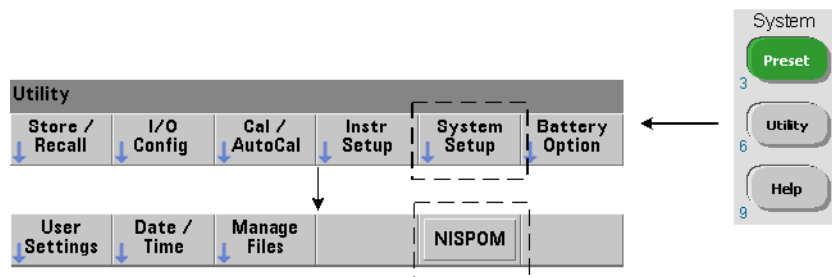 System
Preset
3
Utility
6
Help
9
Utility
Store /
Recall
I/O
Config
Cal /
AutoCal
Instr
Setup
System
Setup
Battery
Option
User
Settings
Date /
Time
Manage
Files
NISPOM